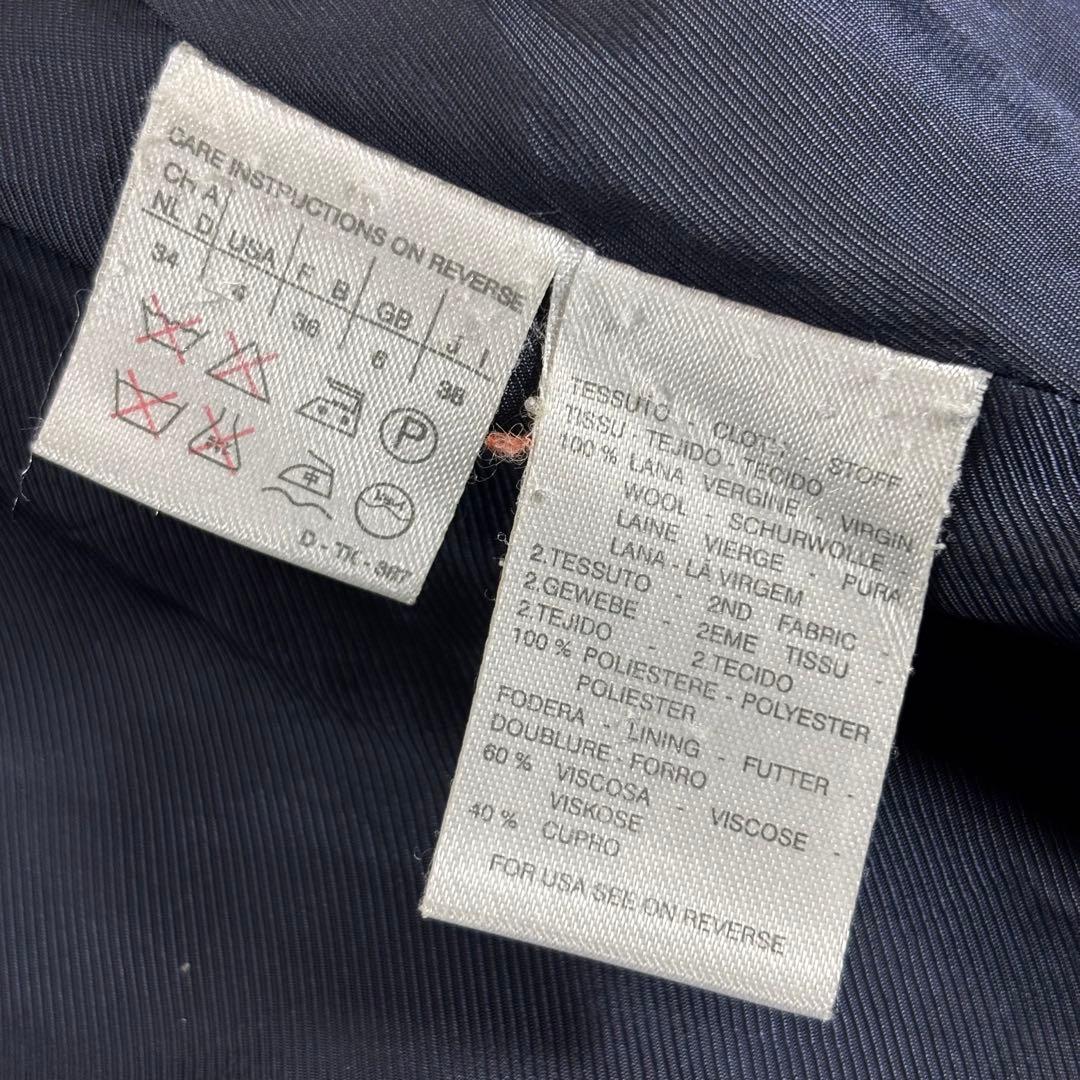 CARE INSTRUCTIONS ON REVERSE
Ch A
NL D USA F B GB J I
34 4 36 6 38
P
D - TK - 367
TESSUTO - CLOTH - STOFF -
TISSU - TEJIDO - TECIDO
100 % LANA VERGINE - VIRGIN
WOOL - SCHURWOLLE
LAINE VIERGE - PURA
LANA - LA VIRGEM
2.TESSUTO - 2ND FABRIC -
2.GEWEBE - 2EME TISSU -
2.TEJIDO - 2.TECIDO
100 % POLIESTERE - POLYESTER
POLIESTER
FODERA - LINING - FUTTER -
DOUBLURE - FORRO
60 % VISCOSA - VISCOSE -
VISKOSE
40 % CUPRO
FOR USA SEE ON REVERSE